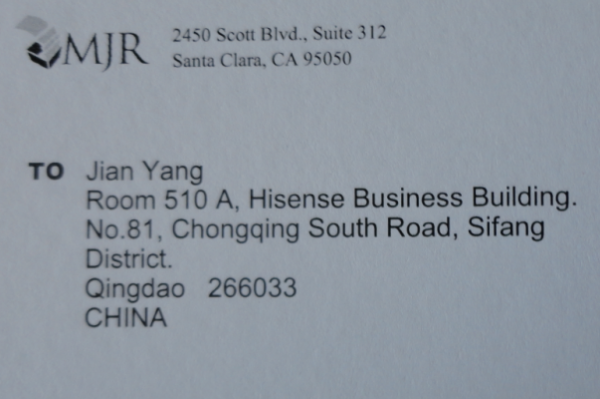 MJR
2450 Scott Blvd., Suite 312
Santa Clara, CA 95050
TO Jian Yang
Room 510 A, Hisense Business Building.
No.81, Chongqing South Road, Sifang
District.
Qingdao 266033
CHINA